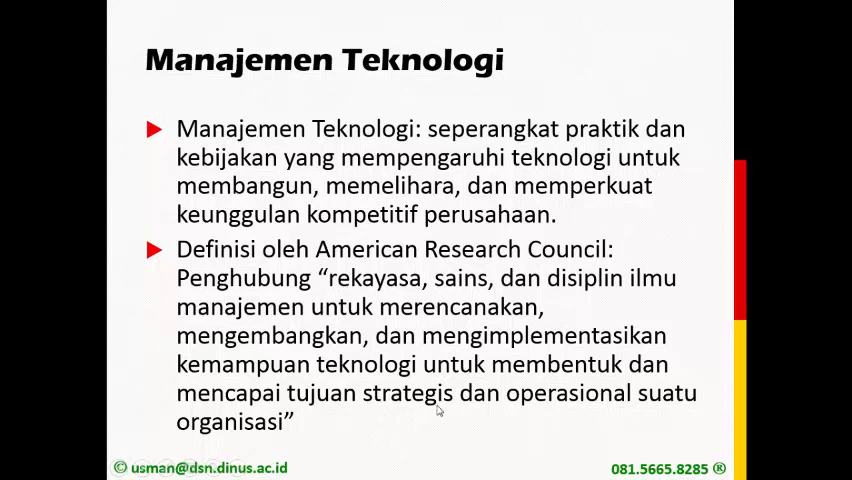 Manajemen Teknologi
Manajemen Teknologi: seperangkat praktik dan
kebijakan yang mempengaruhi teknologi untuk
membangun, memelihara, dan memperkuat
keunggulan kompetitif perusahaan.
Definisi oleh American Research Council:
Penghubung “rekayasa, sains, dan disiplin ilmu
manajemen untuk merencanakan,
mengembangkan, dan mengimplementasikan
kemampuan teknologi untuk membentuk dan
mencapai tujuan strategis dan operasional suatu
organisasi”
© usman@dsn.dinus.ac.id
081.5665.8285 ®